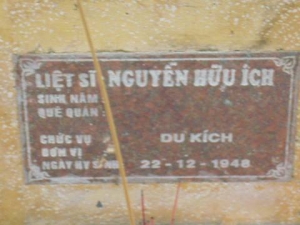 LIỆT SĨ NGUYỄN HỮU ÍCH
SINH NĂM :
QUÊ QUÁN :
CHỨC VỤ DU KÍCH
ĐƠN VỊ
NGÀY HY SINH 22-12-1948